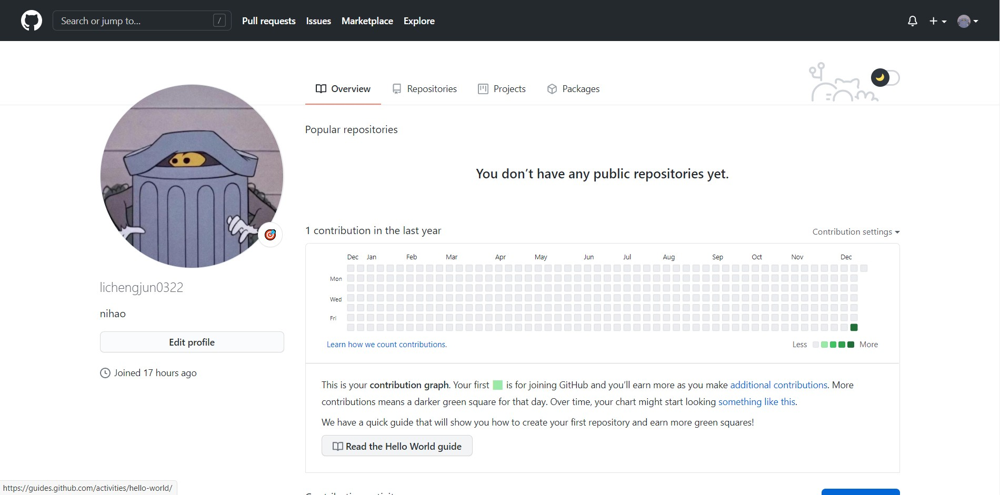 Search or jump to... /
Pull requests
Issues
Marketplace
Explore
Overview
Repositories
Projects
Packages
lichengjun0322
nihao
Edit profile
Joined 17 hours ago
Popular repositories
You don’t have any public repositories yet.
1 contribution in the last year
Contribution settings
Dec Jan Feb Mar Apr May Jun Jul Aug Sep Oct Nov Dec
Mon
Wed
Fri
Learn how we count contributions.
Less More
This is your contribution graph. Your first is for joining GitHub and you’ll earn more as you make additional contributions. More
contributions means a darker green square for that day. Over time, your chart might start looking something like this.
We have a quick guide that will show you how to create your first repository and earn more green squares!
Read the Hello World guide
https://guides.github.com/activities/hello-world/